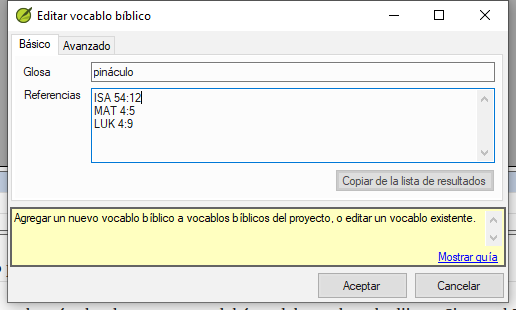 Editar vocablo bíblico
Básico
Avanzado
Glosa
pináculo
Referencias
ISA 54:12
MAT 4:5
LUK 4:9
Copiar de la lista de resultados
Agregar un nuevo vocablo bíblico a vocablos bíblicos del proyecto, o editar un vocablo existente.
Mostrar guía
Aceptar
Cancelar